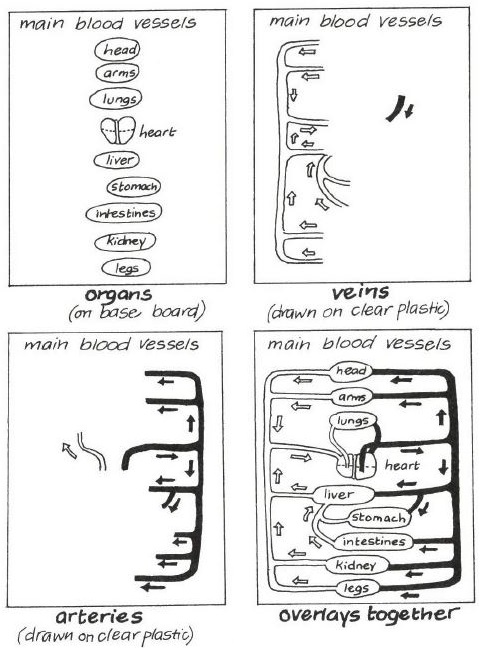 main blood vessels
head
arms
lungs
heart
liver
stomach
intestines
kidney
legs
organs
(on base board)
main blood vessels
veins
(drawn on clear plastic)
main blood vessels
arteries
(drawn on clear plastic)
main blood vessels
head
arms
lungs
heart
liver
stomach
intestines
kidney
legs
overlays together